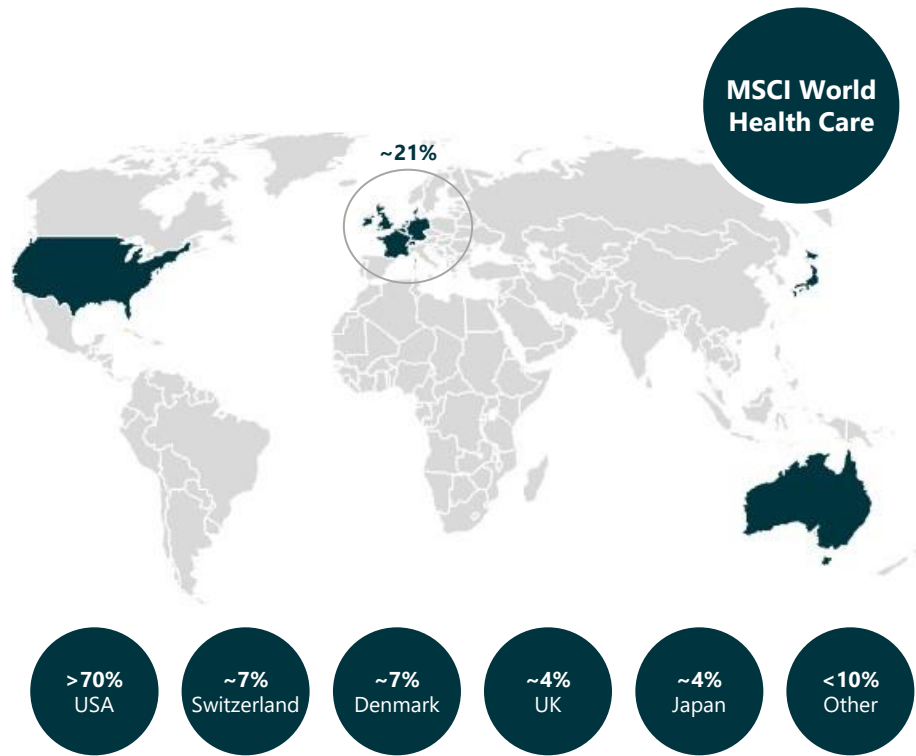 MSCI World
Health Care
~21%
>70%
USA
~7%
Switzerland
~7%
Denmark
~4%
UK
~4%
Japan
<10%
Other